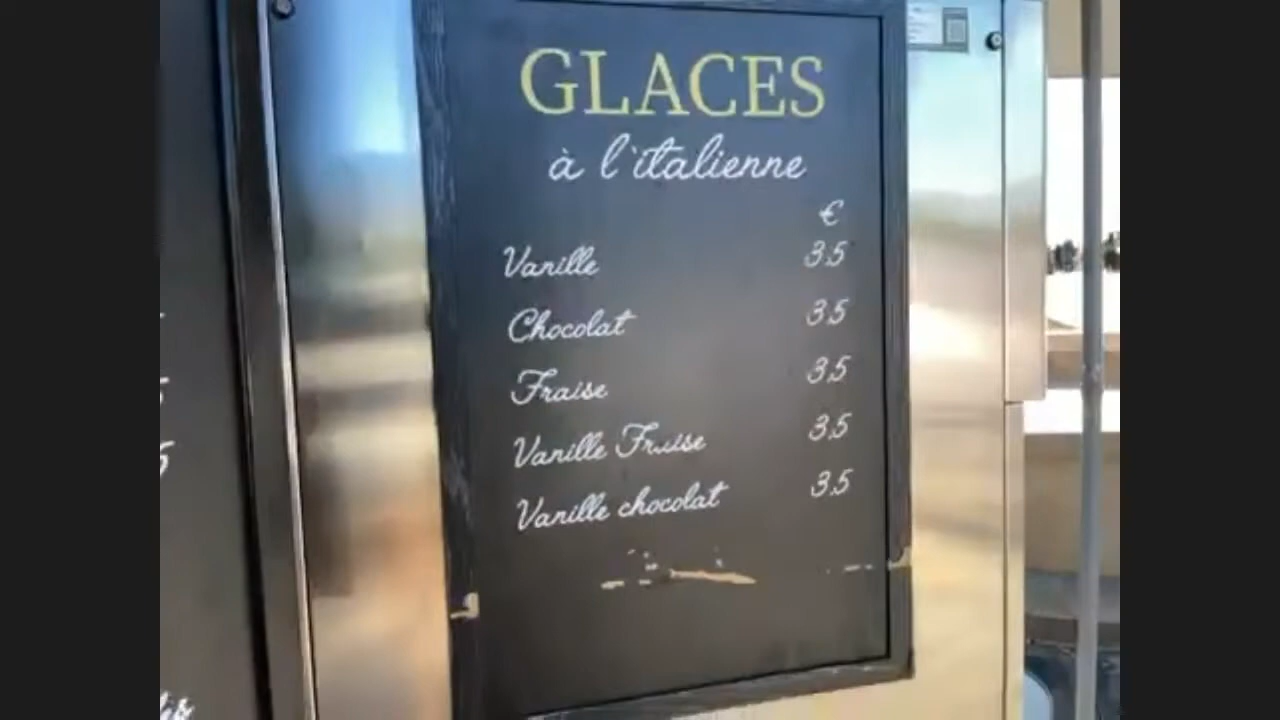 GLACES
à l'italienne
€
Vanille 3.5
Chocolat 3.5
Fraise 3.5
Vanille Fraise 3.5
Vanille chocolat 3.5